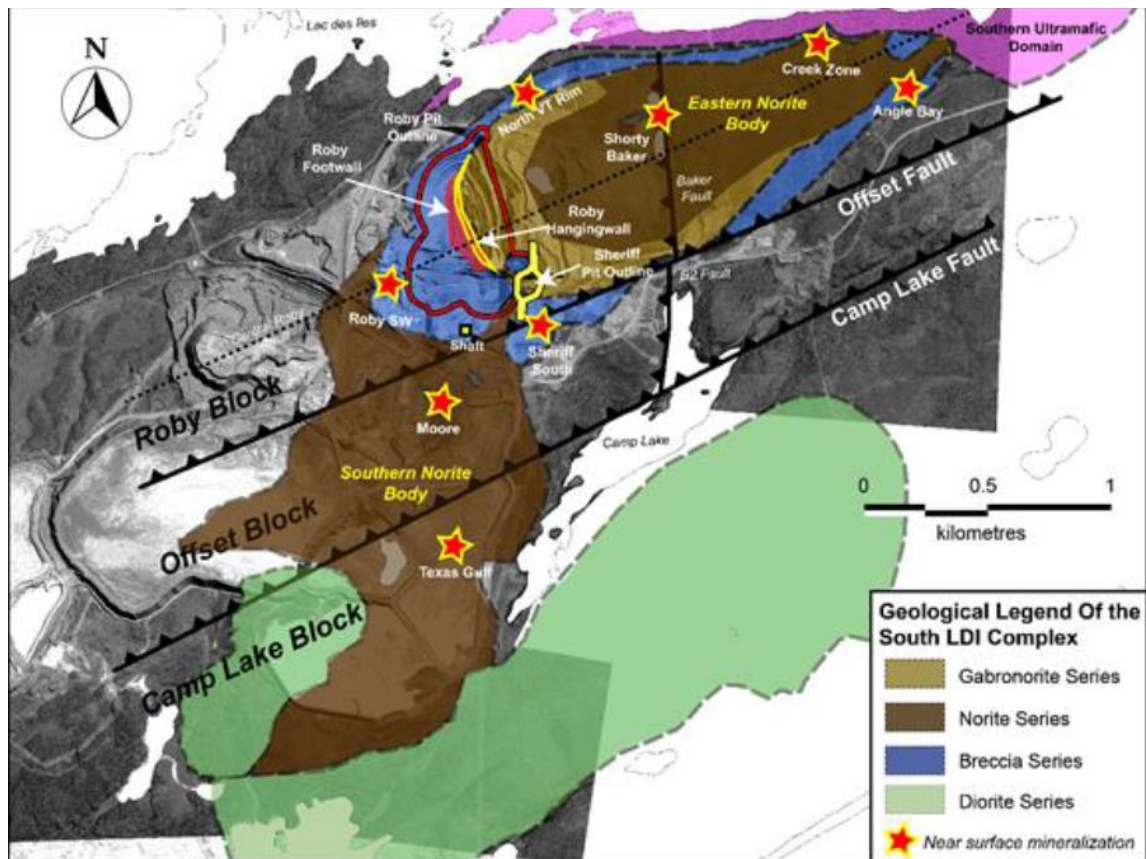 N
Lac des Iles
Southern Ultramafic
Domain
Creek Zone
Angle Bay
North VT Rim
Eastern Norite
Body
Roby Pit
Outline
Roby
Footwall
Shorty
Baker
Baker
Fault
Roby
Hangingwall
Sheriff
Pit Outline
Offset Fault
B2 Fault
Camp Lake Fault
Roby SW
Shaft
Sheriff
South
Roby Block
Moore
Camp Lake
Southern Norite
Body
Offset Block
Texas Gulf
Camp Lake Block
0 0.5 1
kilometres
Geological Legend Of the
South LDI Complex
Gabronorite Series
Norite Series
Breccia Series
Diorite Series
Near surface mineralization